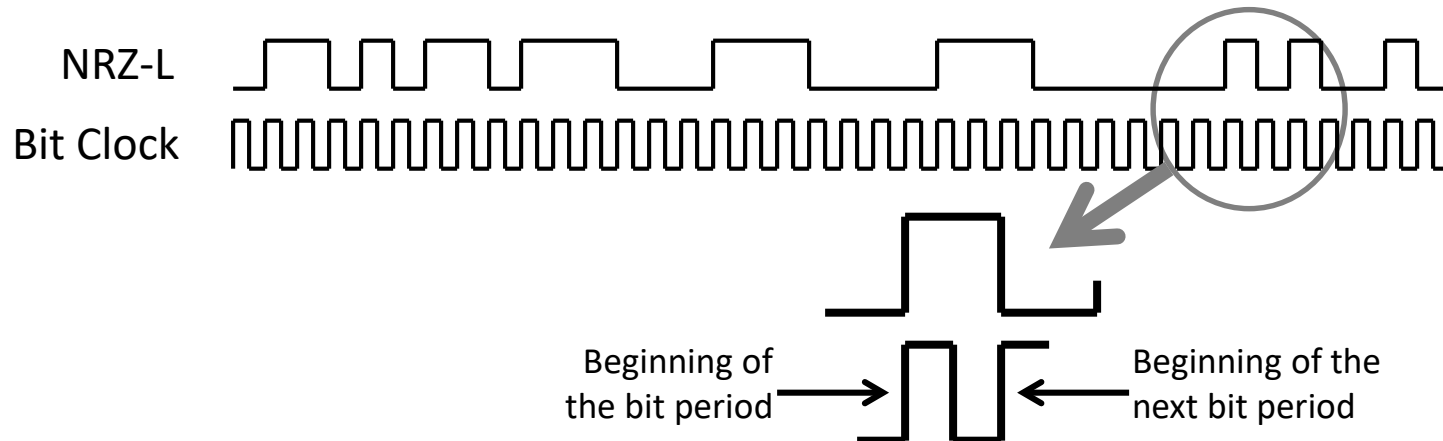 NRZ-L
Bit Clock
Beginning of
the bit period
Beginning of the
next bit period